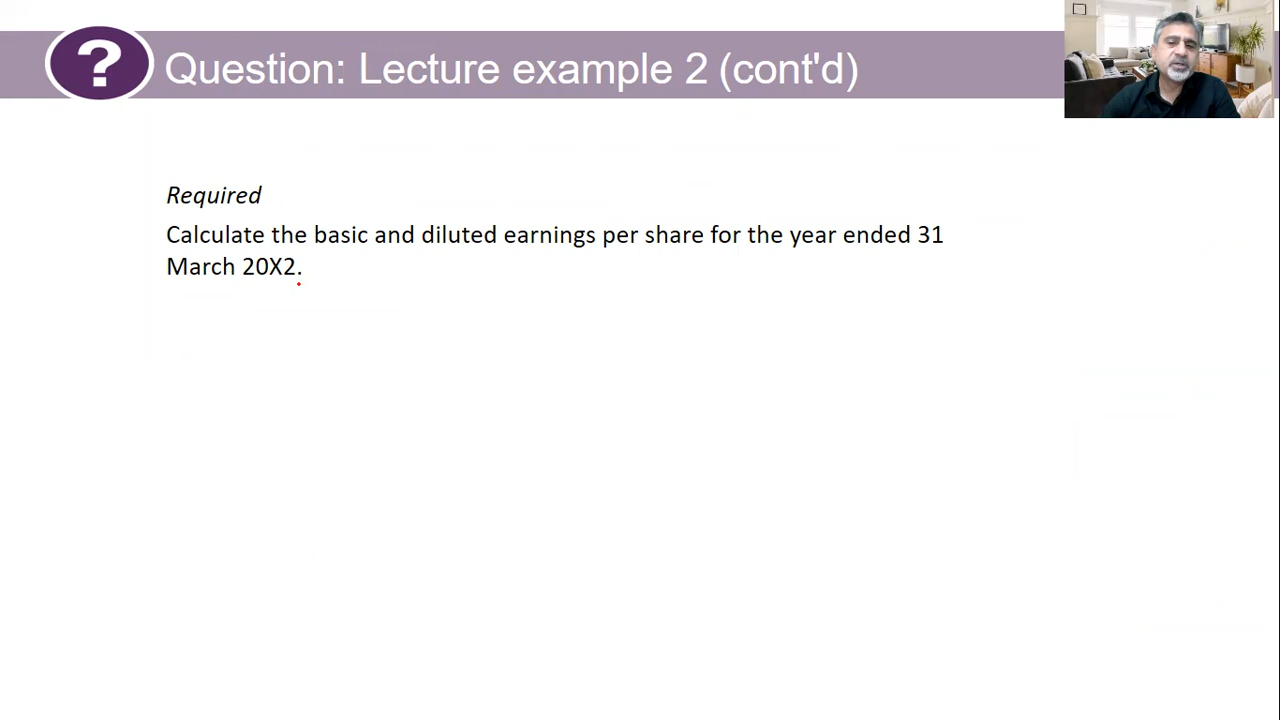 ?
Question: Lecture example 2 (cont'd)
Required
Calculate the basic and diluted earnings per share for the year ended 31
March 20X2.